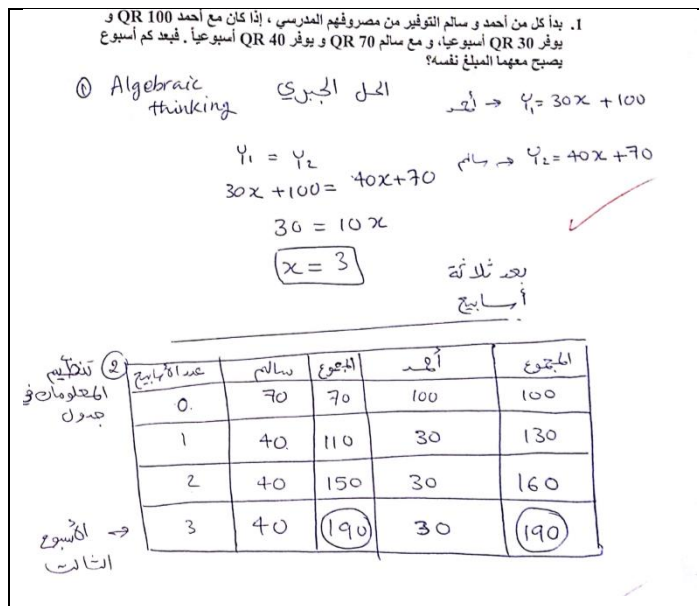 1. بدأ كل من أحمد و سالم التوفير من مصروفهم المدرسي ، إذا كان مع أحمد 100 QR و
يوفر 30 QR أسبوعيا، و مع سالم 70 QR و يوفر 40 QR أسبوعياً . فبعد كم أسبوع
يصبح معهما المبلغ نفسه؟
① Algebraic thinking الحل الجبري
أحمد → Y₁ = 30x + 100
سالم → Y₂ = 40x + 70
Y₁ = Y₂
30x + 100 = 40x + 70
30 = 10x
x = 3
بعد ثلاثة
أسابيع
② تنظيم
المعلومات في
جدول
عدد الأسابيع سالم المجموع أحمد المجموع
0. 70 70 100 100
1 40. 110 30 130
2 40 150 30 160
3 40 190 30 190
الأسبوع →
الثالث